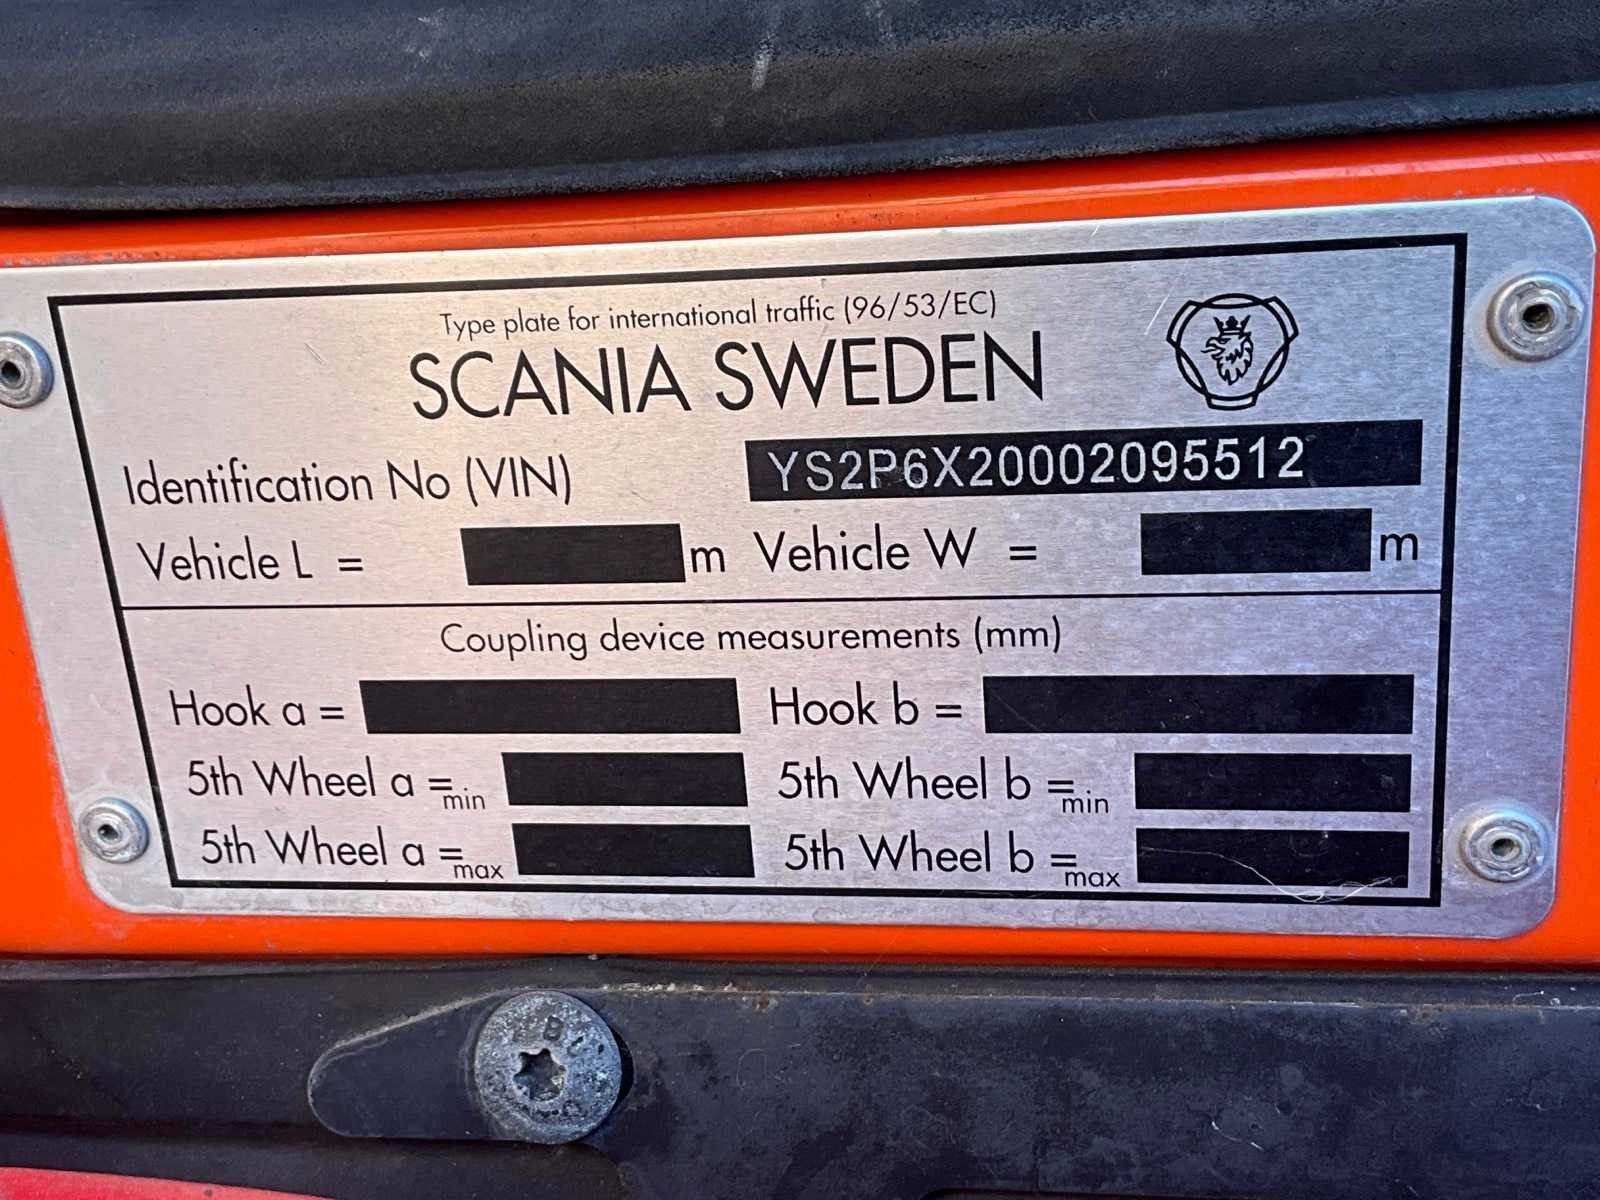 Type plate for international traffic (96/53/EC)
SCANIA SWEDEN
Identification No (VIN) YS2P6X20002095512
Vehicle L = m Vehicle W = m
Coupling device measurements (mm)
Hook a = Hook b =
5th Wheel a =min 5th Wheel b =min
5th Wheel a =max 5th Wheel b =max